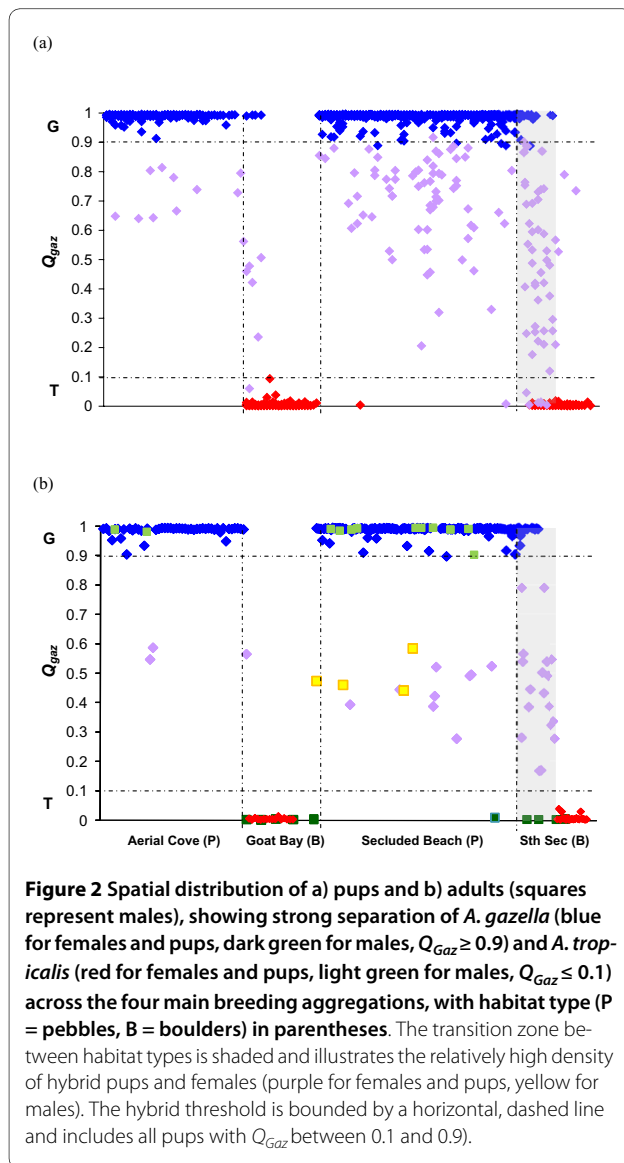 (a)
1
G
0.9
0.8
0.7
0.6
Qgaz
0.5
0.4
0.3
0.2
0.1
T
0
(b)
1
G
0.9
0.8
0.7
0.6
Qgaz
0.5
0.4
0.3
0.2
0.1
T
0
Aerial Cove (P) Goat Bay (B) Secluded Beach (P) Sth Sec (B)
Figure 2 Spatial distribution of a) pups and b) adults (squares
represent males), showing strong separation of A. gazella (blue
for females and pups, dark green for males, QGaz ≥ 0.9) and A. trop-
icalis (red for females and pups, light green for males, QGaz ≤ 0.1)
across the four main breeding aggregations, with habitat type (P
= pebbles, B = boulders) in parentheses. The transition zone be-
tween habitat types is shaded and illustrates the relatively high density
of hybrid pups and females (purple for females and pups, yellow for
males). The hybrid threshold is bounded by a horizontal, dashed line
and includes all pups with QGaz between 0.1 and 0.9).